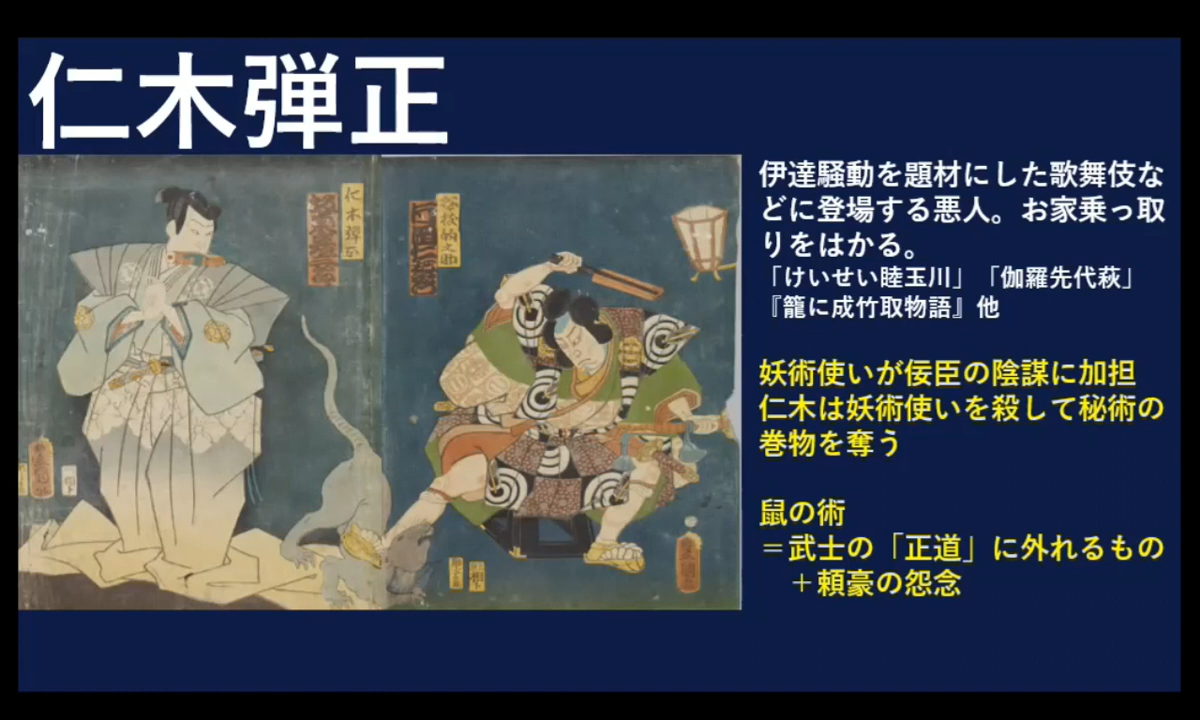 仁木弾正
仁木弾正
伊達騒動を題材にした歌舞伎な
どに登場する悪人。お家乗っ取
りをはかる。
「けいせい睦玉川」「伽羅先代萩」
『籠に成竹取物語』他
妖術使いが佞臣の陰謀に加担
仁木は妖術使いを殺して秘術の
巻物を奪う
鼠の術
＝武士の「正道」に外れるもの
＋頼豪の怨念